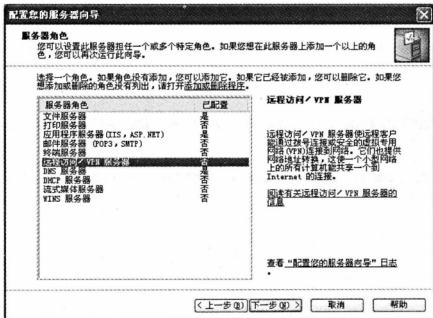 配置您的服务器向导
服务器角色
您可以设置此服务器担任一个或多个特定角色。如果您想在此服务器上添加一个以上的角
色，您可以再次运行此向导。
选择一个角色。如果角色没有添加，您可以添加它。如果它已经被添加，您可以删除它。如果您
想添加或删除的角色没有列出，请打开添加或删除程序。
服务器角色 已配置
文件服务器 是
打印服务器 否
应用程序服务器(IIS，ASP.NET) 是
邮件服务器 (POP3，SMTP) 否
终端服务器 否
远程访问/VPN 服务器 否
DNS 服务器 是
DHCP 服务器 否
流式媒体服务器 否
WINS 服务器 否
远程访问/VPN 服务器
远程访问/VPN 服务器使远程客户
能通过拨号连接或安全的虚拟专用
网络(VPN)连接到网络。它们也提供
网络地址转换，这使一个小型网络
上的所有计算机能共享一个到
Internet 的连接。
阅读有关远程访问/VPN 服务器的
信息
查看“配置您的服务器向导”日志
。
<上一步(B) 下一步(N)> 取消 帮助